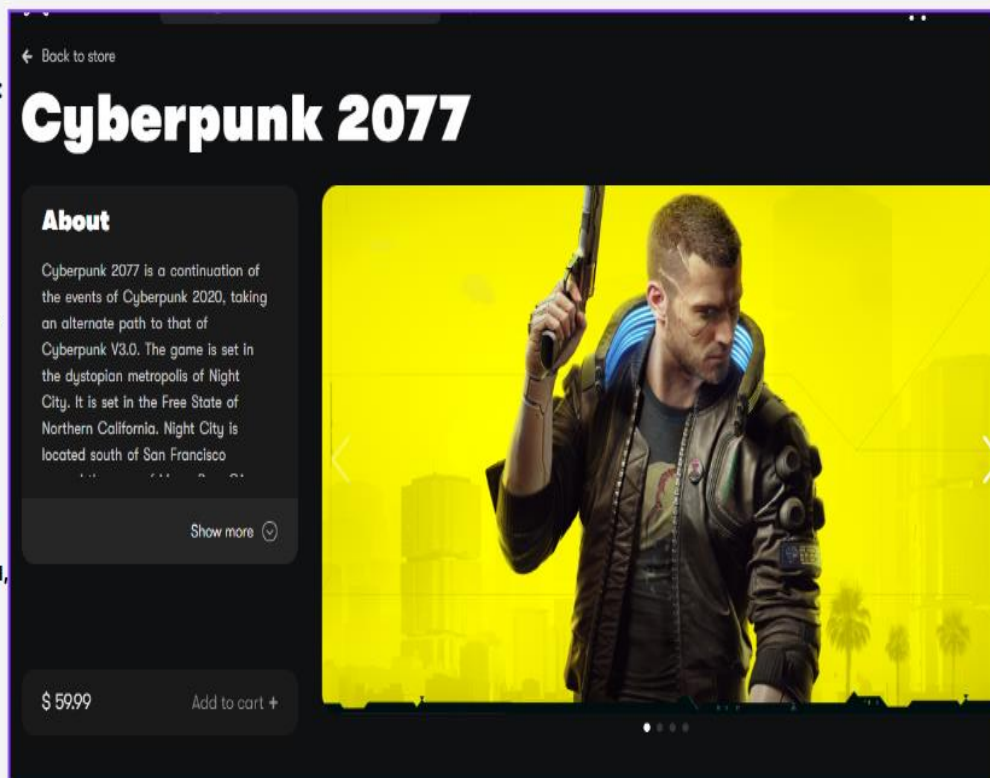 Back to store
Cyberpunk 2077
About
Cyberpunk 2077 is a continuation of
the events of Cyberpunk 2020, taking
an alternate path to that of
Cyberpunk V3.0. The game is set in
the dystopian metropolis of Night
City. It is set in the Free State of
Northern California. Night City is
located south of San Francisco
Show more
$ 59.99
Add to cart +